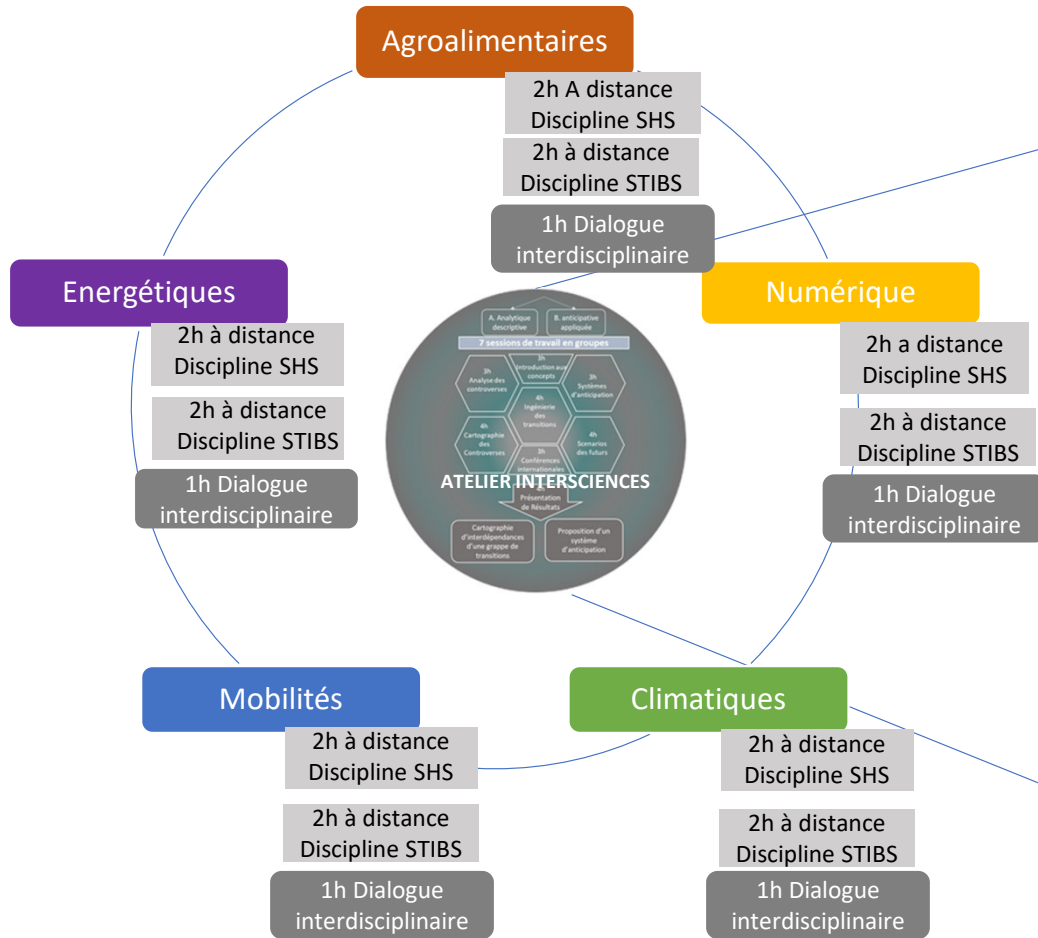 Agroalimentaires
2h A distance
Discipline SHS
2h à distance
Discipline STIBS
1h Dialogue
interdisciplinaire
Energétiques
2h à distance
Discipline SHS
2h à distance
Discipline STIBS
1h Dialogue
interdisciplinaire
Numérique
2h a distance
Discipline SHS
2h à distance
Discipline STIBS
1h Dialogue
interdisciplinaire
A. Analytique
descriptive
B. anticipative
appliquée
7 sessions de travail en groupes
3h
Introduction aux
concepts
3h
Analyse des
controverses
3h
Systèmes
d'anticipation
4h
Ingénierie
des
transitions
4h
Cartographie
des
Controverses
4h
Scenarios
des futurs
3h
Conférences
internationales
ATELIER INTERSCIENCES
Présentation
de Résultats
Cartographie
d'interdépendances
d'une grappe de
transitions
Proposition d'un
système
d'anticipation
Mobilités
2h à distance
Discipline SHS
2h à distance
Discipline STIBS
1h Dialogue
interdisciplinaire
Climatiques
2h à distance
Discipline SHS
2h à distance
Discipline STIBS
1h Dialogue
interdisciplinaire